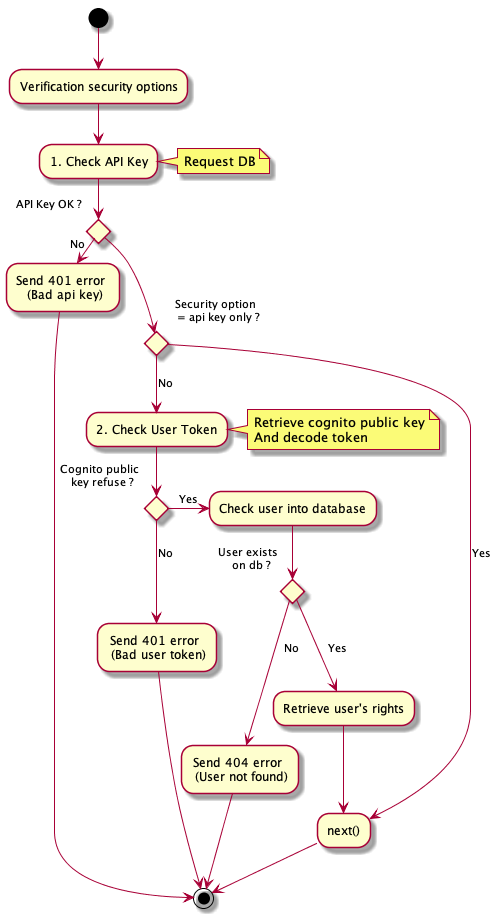 Verification security options
1. Check API Key
Request DB
API Key OK ?
No
Send 401 error
(Bad api key)
Security option
= api key only ?
No
2. Check User Token
Retrieve cognito public key
And decode token
Cognito public
key refuse ?
Yes
Check user into database
No
User exists
on db ?
Yes
Send 401 error
(Bad user token)
No
Yes
Retrieve user's rights
Send 404 error
(User not found)
next()